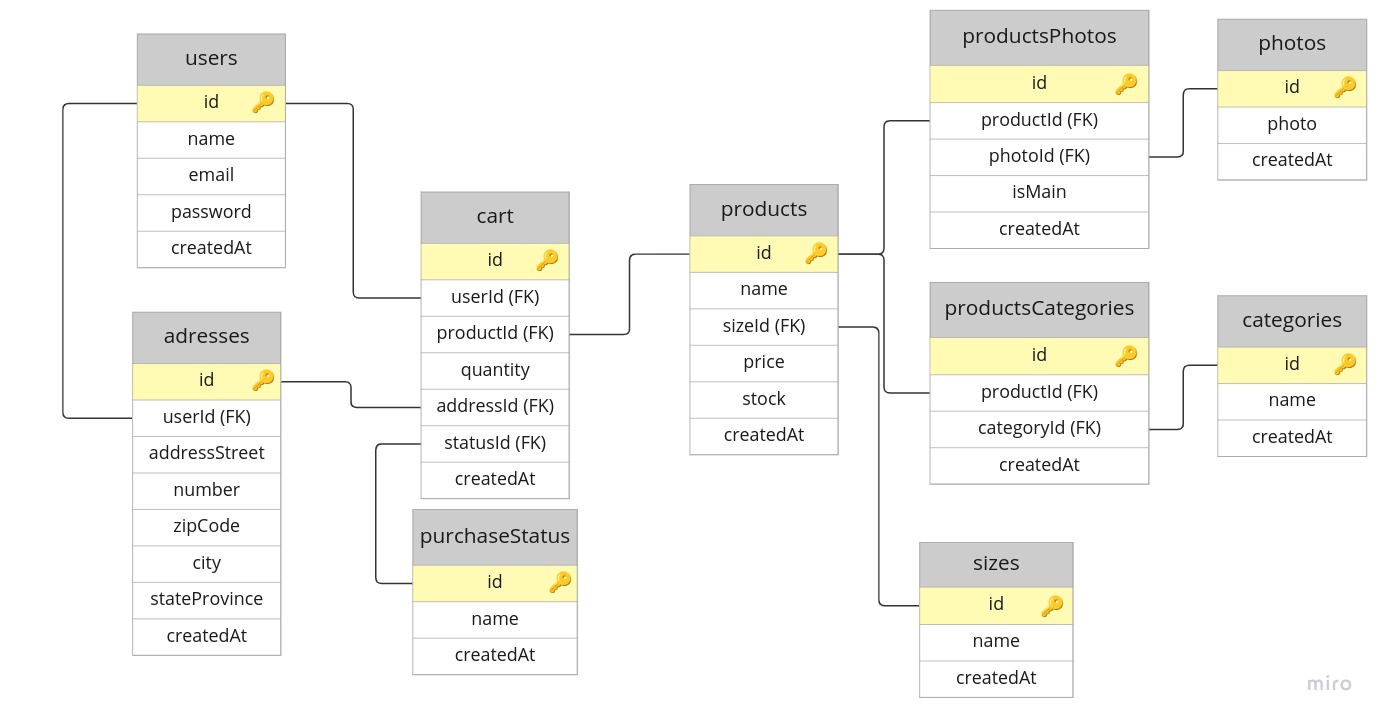 users
id
name
email
password
createdAt
adresses
id
userId (FK)
addressStreet
number
zipCode
city
stateProvince
createdAt
cart
id
userId (FK)
productId (FK)
quantity
addressId (FK)
statusId (FK)
createdAt
purchaseStatus
id
name
createdAt
products
id
name
sizeId (FK)
price
stock
createdAt
productsPhotos
id
productId (FK)
photoId (FK)
isMain
createdAt
photos
id
photo
createdAt
productsCategories
id
productId (FK)
categoryId (FK)
createdAt
categories
id
name
createdAt
sizes
id
name
createdAt
miro